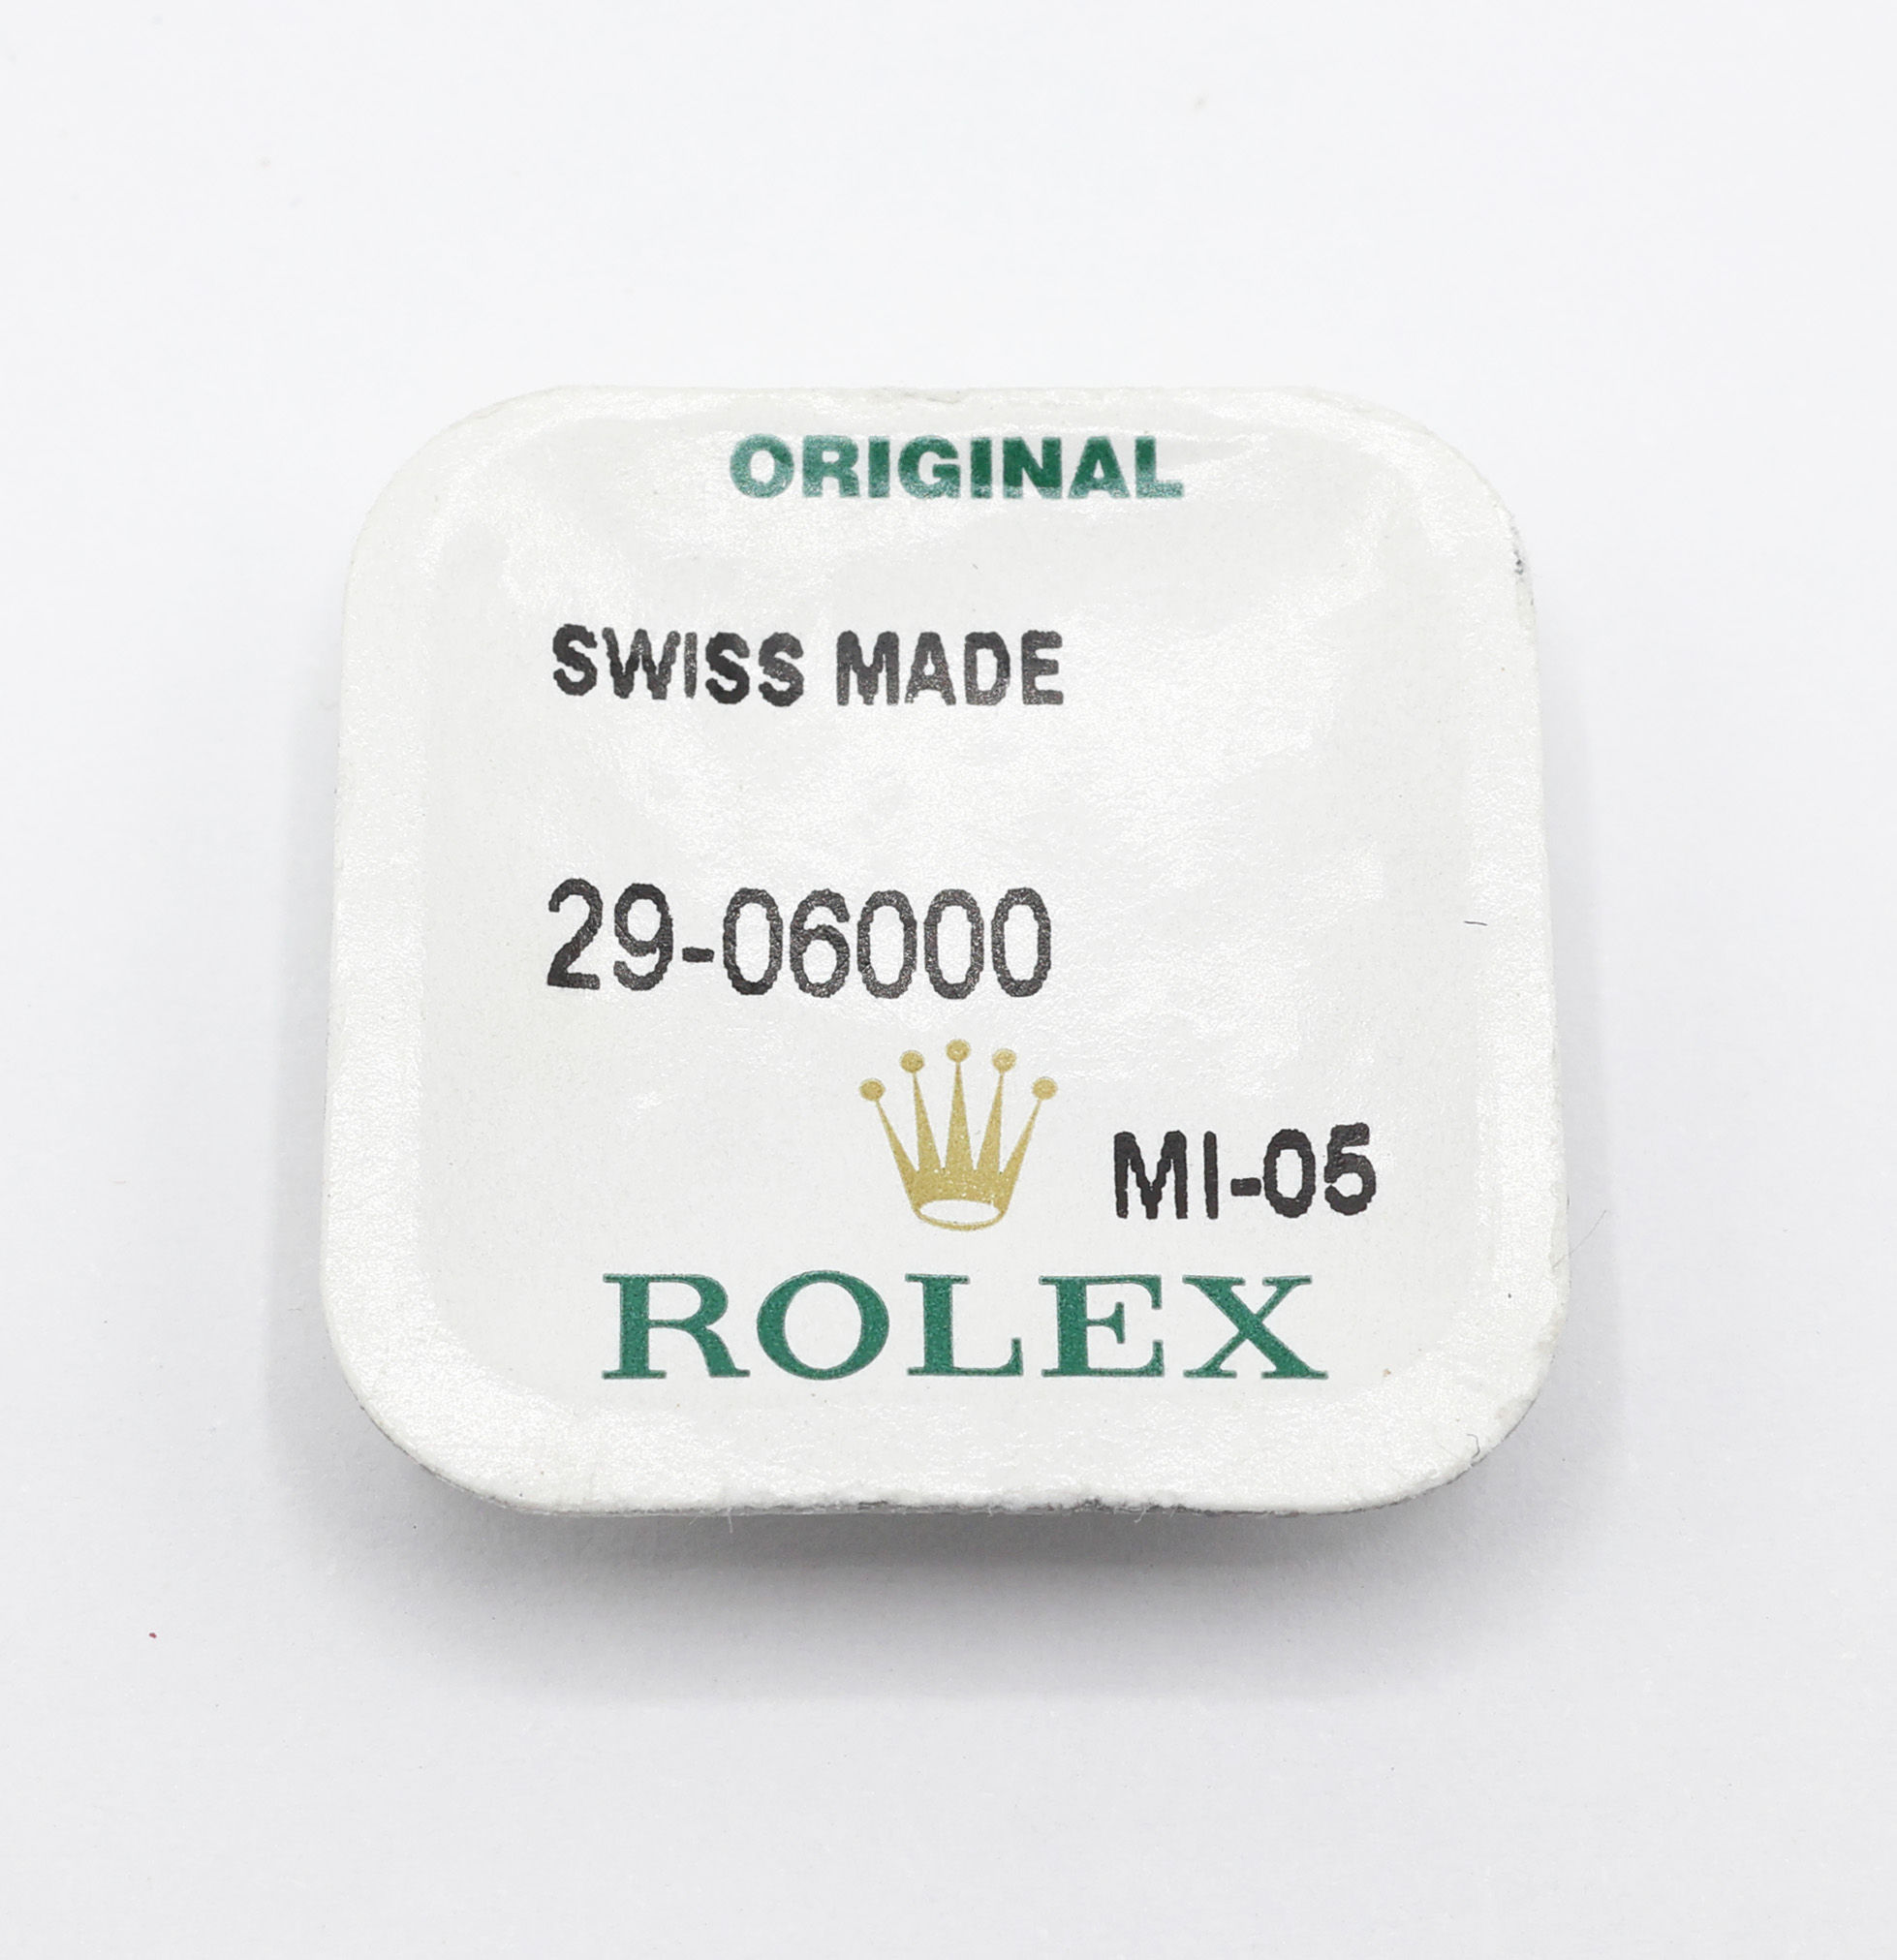 ORIGINAL
SWISS MADE
29-06000
MI-05
ROLEX